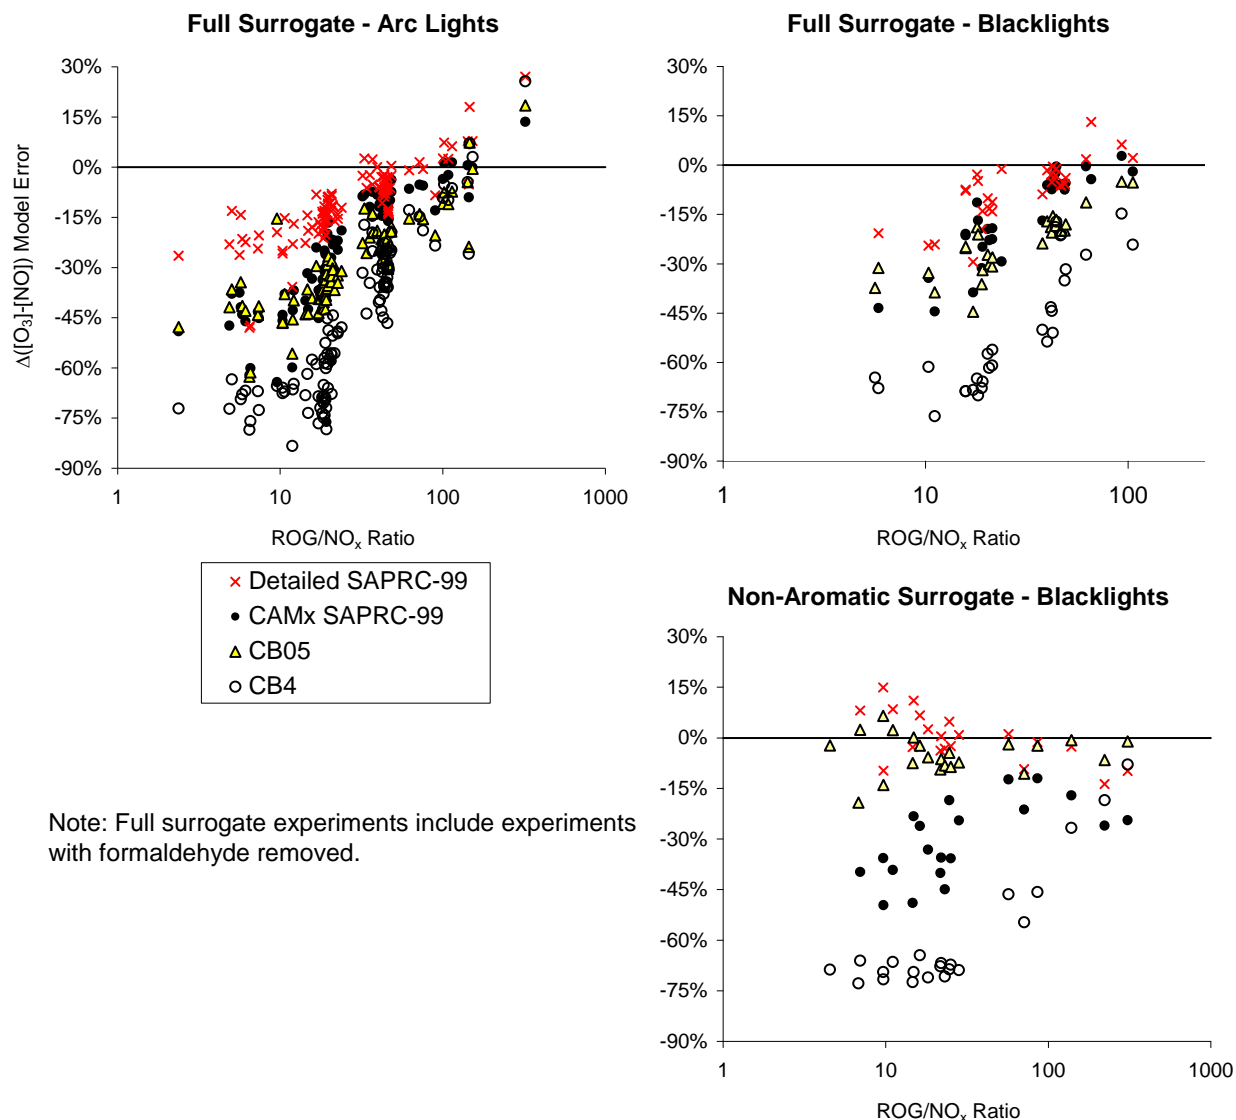 Full Surrogate - Arc Lights
30%
15%
0%
-15%
-30%
-45%
-60%
-75%
-90%
Δ([O3]-[NO]) Model Error
1
10
100
1000
ROG/NOx Ratio
Full Surrogate - Blacklights
30%
15%
0%
-15%
-30%
-45%
-60%
-75%
-90%
1
10
100
ROG/NOx Ratio
Detailed SAPRC-99
CAMx SAPRC-99
CB05
CB4
Note: Full surrogate experiments include experiments
with formaldehyde removed.
Non-Aromatic Surrogate - Blacklights
30%
15%
0%
-15%
-30%
-45%
-60%
-75%
-90%
1
10
100
1000
ROG/NOx Ratio